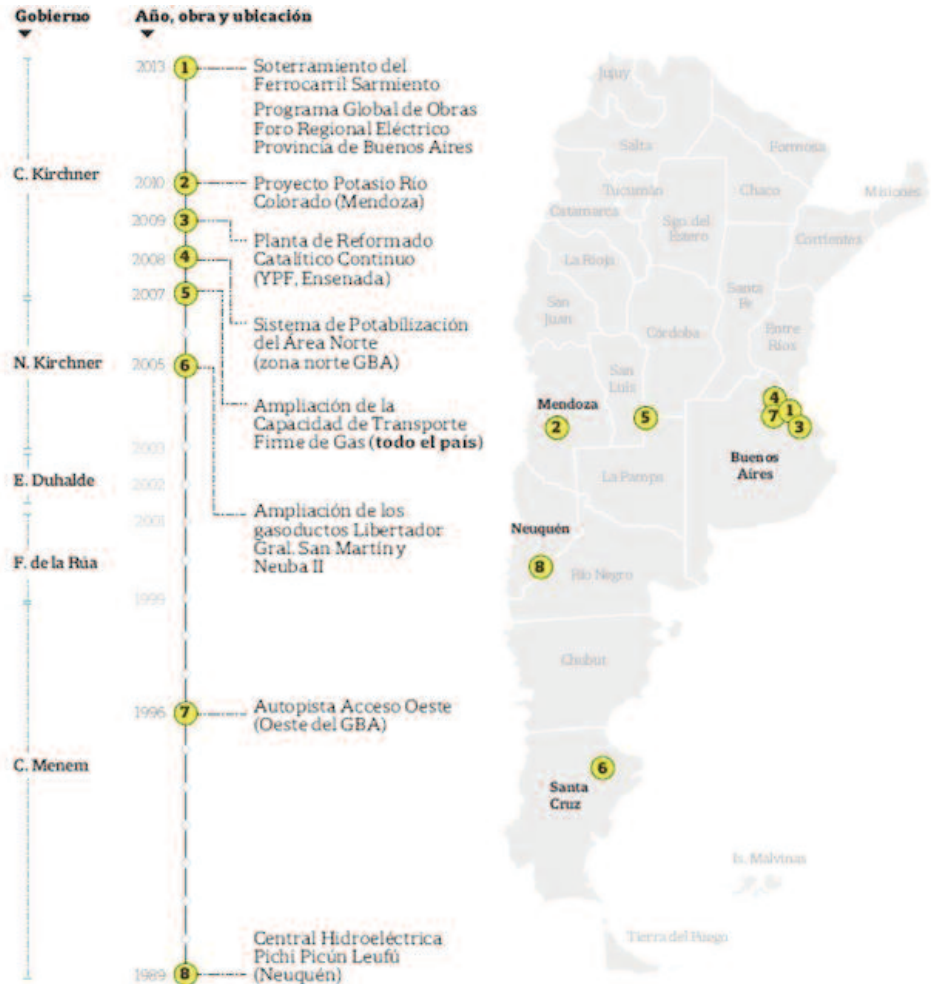 Gobierno
Año, obra y ubicación
C. Kirchner
N. Kirchner
E. Duhalde
F. de la Rúa
C. Menem
2013
1
Soterramiento del
Ferrocarril Sarmiento
Programa Global de Obras
Foro Regional Eléctrico
Provincia de Buenos Aires
2010
2
Proyecto Potasio Río
Colorado (Mendoza)
2009
3
Planta de Reformado
Catalítico Continuo
(YPF, Ensenada)
2008
4
Sistema de Potabilización
del Área Norte
(zona norte GBA)
2007
5
Ampliación de la
Capacidad de Transporte
Firme de Gas (todo el país)
2005
6
Ampliación de los
gasoductos Libertador
Gral. San Martín y
Neuba II
2003
2002
2001
1999
1996
7
Autopista Acceso Oeste
(Oeste del GBA)
1989
8
Central Hidroeléctrica
Pichi Picún Leufú
(Neuquén)
Jujuy
Salta
Formosa
Tucumán
Chaco
Misiones
Catamarca
Sgo. del
Estero
Corrientes
La Rioja
Santa
Fe
San
Juan
Córdoba
Entre
Ríos
San
Luis
Mendoza
2
5
4
7
1
3
Buenos
Aires
La Pampa
Neuquén
8
Río Negro
Chubut
6
Santa
Cruz
Is. Malvinas
Tierra del Fuego